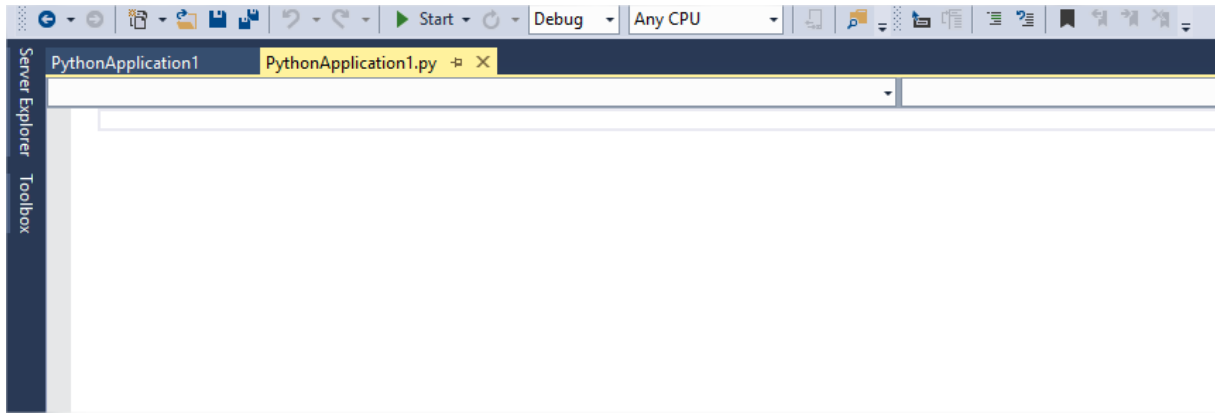 Start Debug Any CPU
PythonApplication1 PythonApplication1.py
Server Explorer
Toolbox